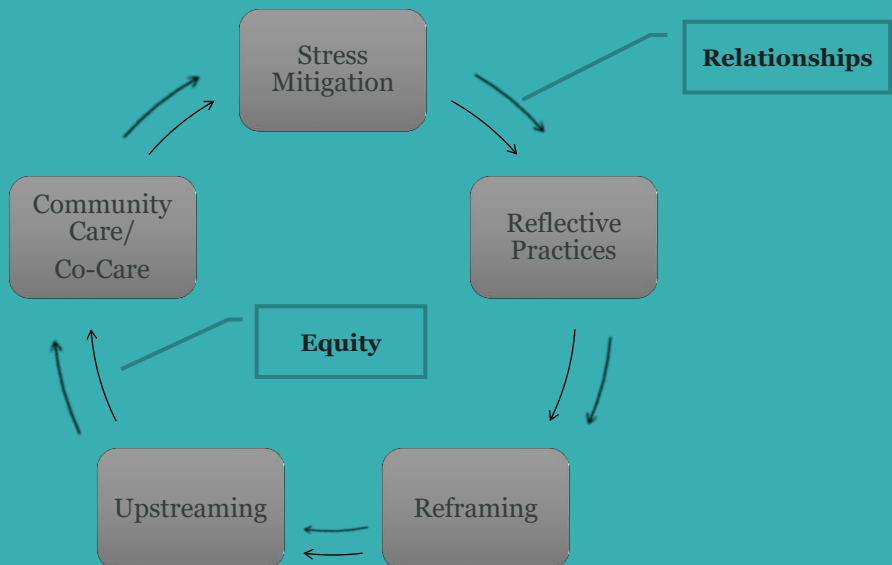 Stress
Mitigation
Relationships
Community
Care/
Co-Care
Reflective
Practices
Equity
Upstreaming
Reframing